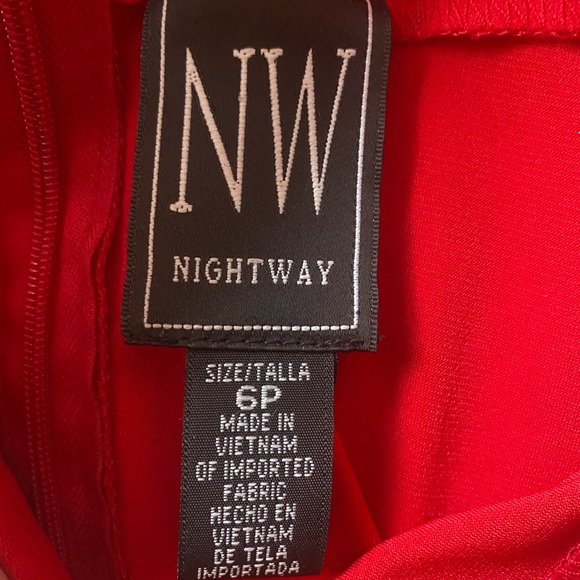 NW
NIGHTWAY
SIZE/TALLA
6P
MADE IN
VIETNAM
OF IMPORTED
FABRIC
HECHO EN
VIETNAM
DE TELA
IMPORTADA